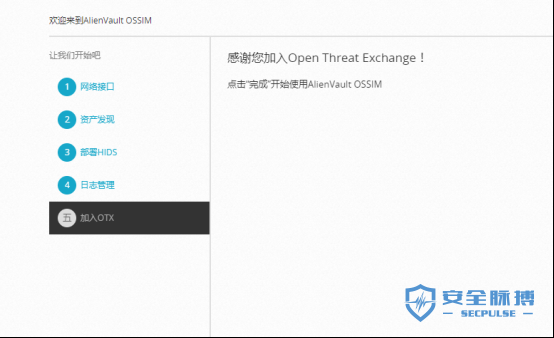 欢迎来到AlienVault OSSIM
让我们开始吧
1 网络接口
2 资产发现
3 部署HIDS
4 日志管理
五 加入OTX
感谢您加入Open Threat Exchange！
点击“完成”开始使用AlienVault OSSIM
安全脉搏
SECPULSE